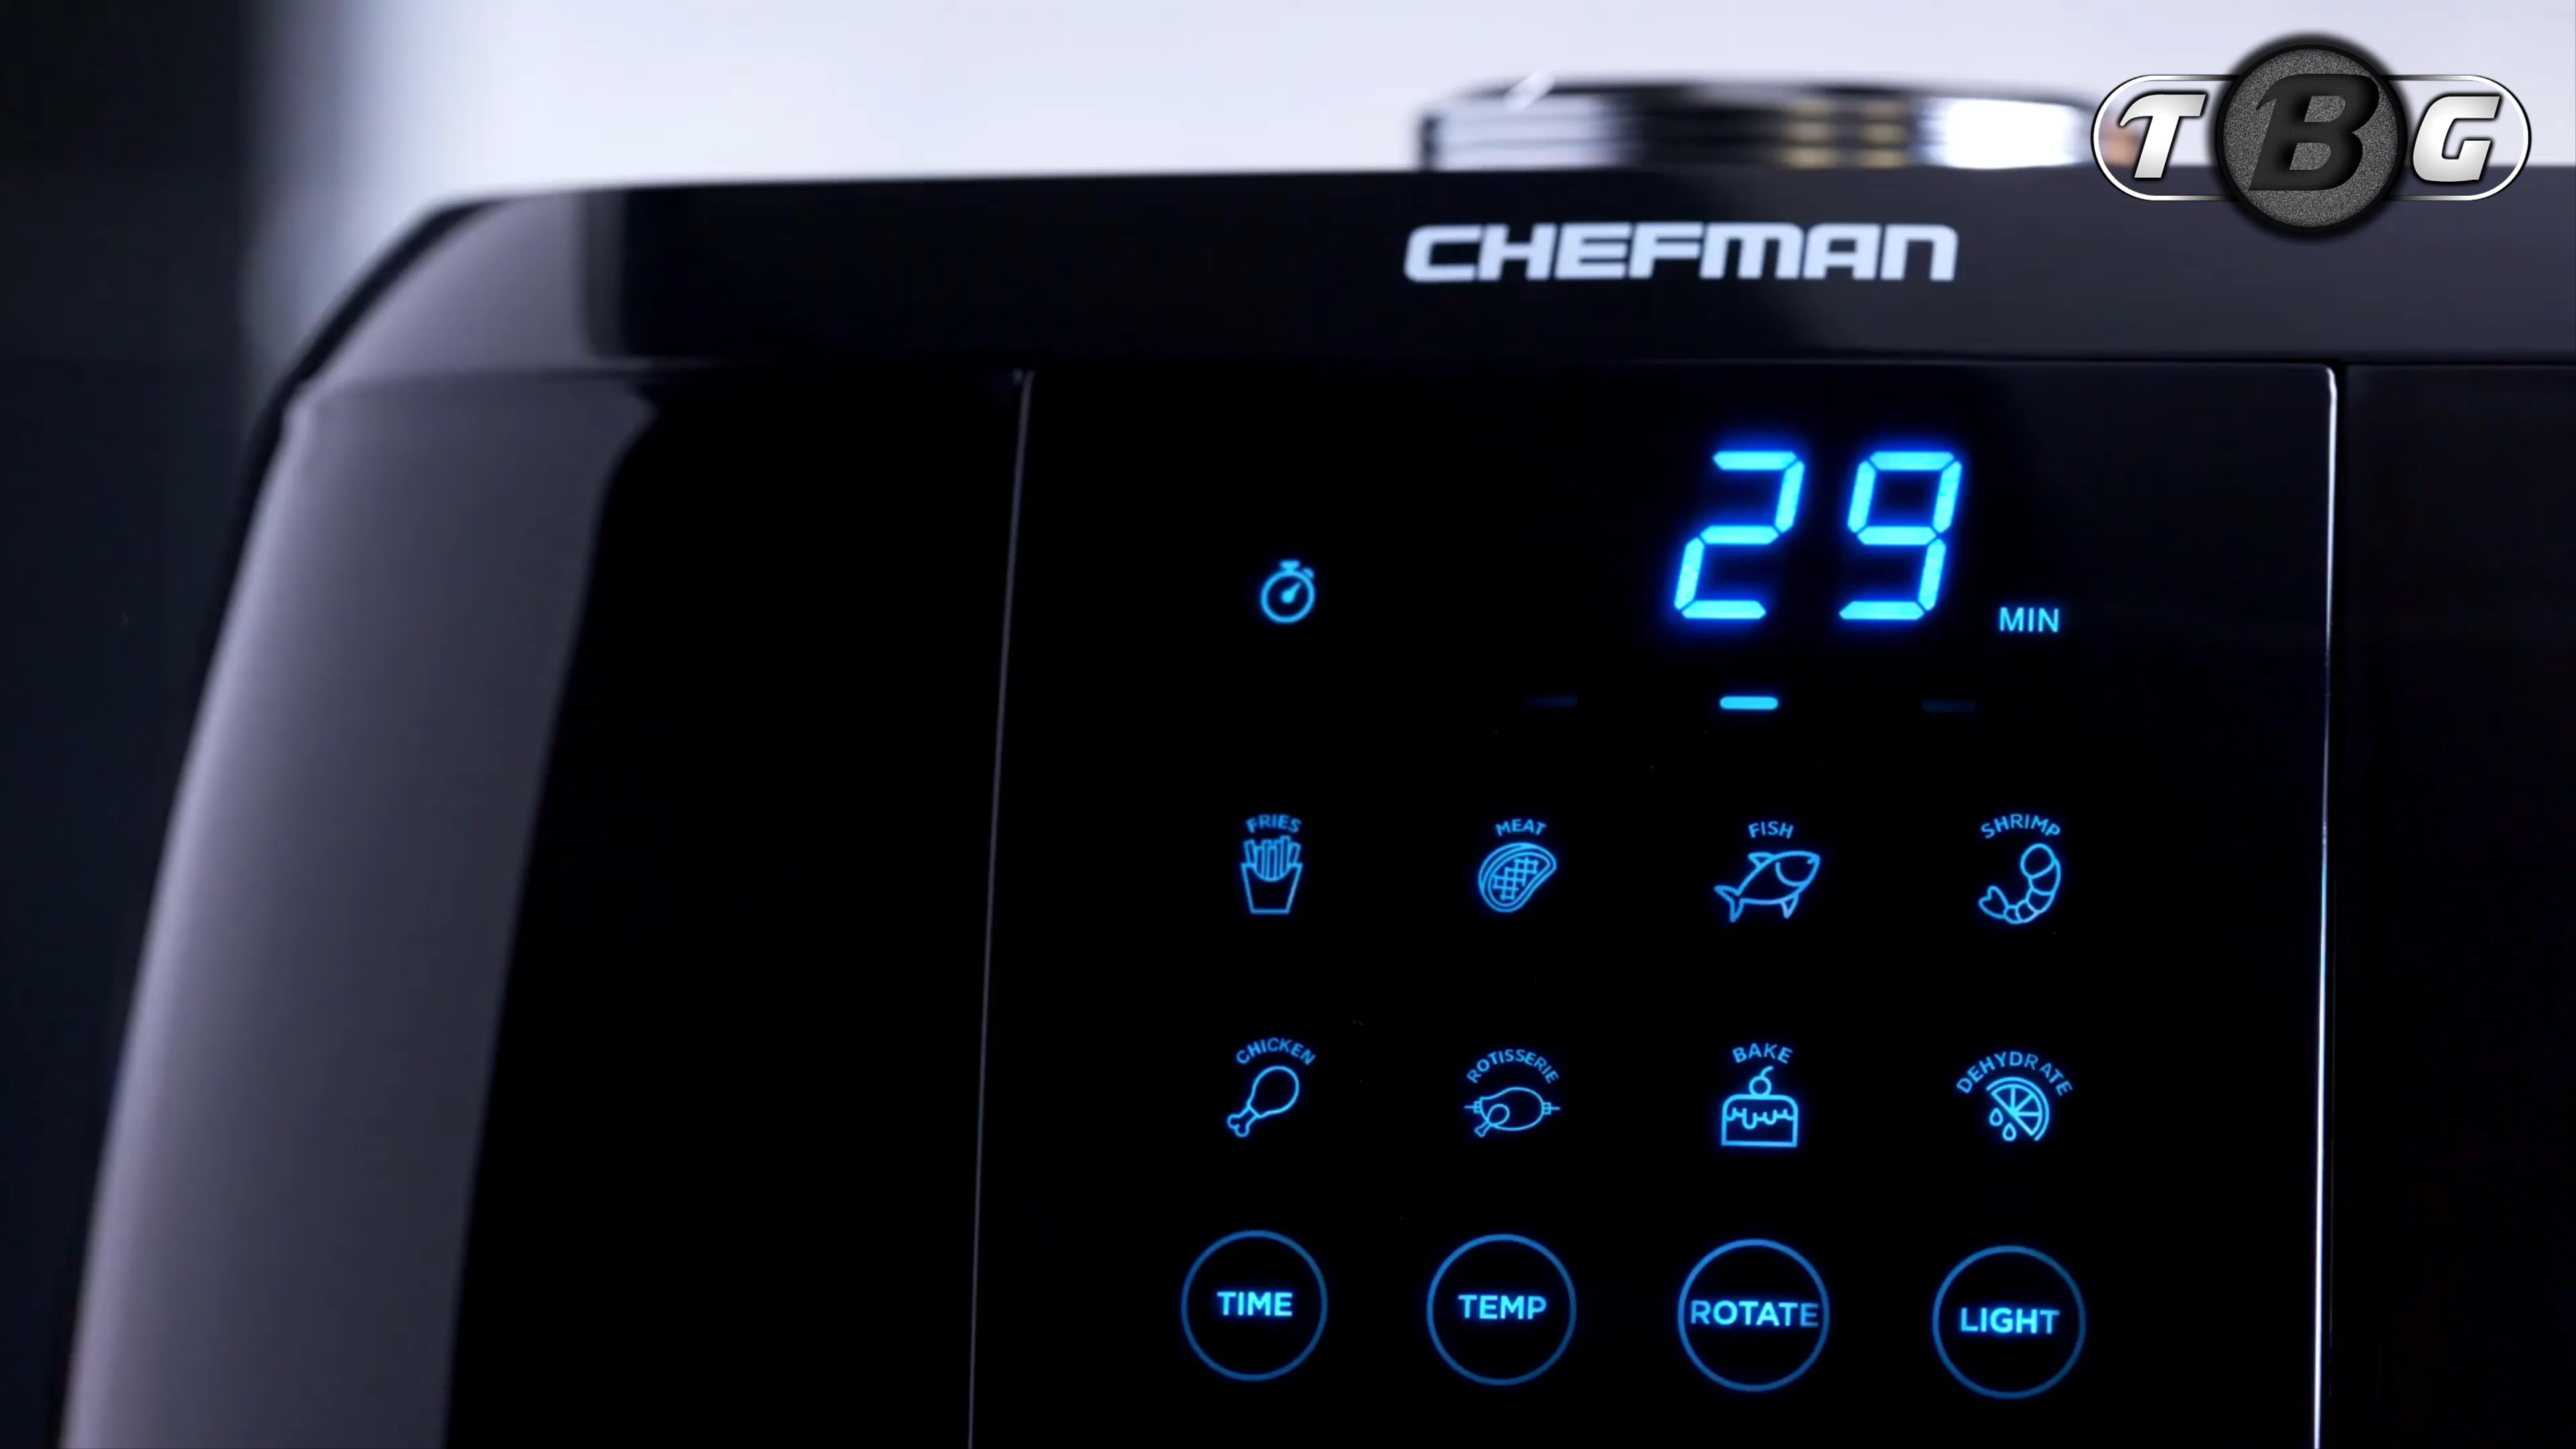 TBG
CHEFMAN
29 MIN
FRIES MEAT FISH SHRIMP
CHICKEN ROTISSERIE BAKE DEHYDRATE
TIME TEMP ROTATE LIGHT